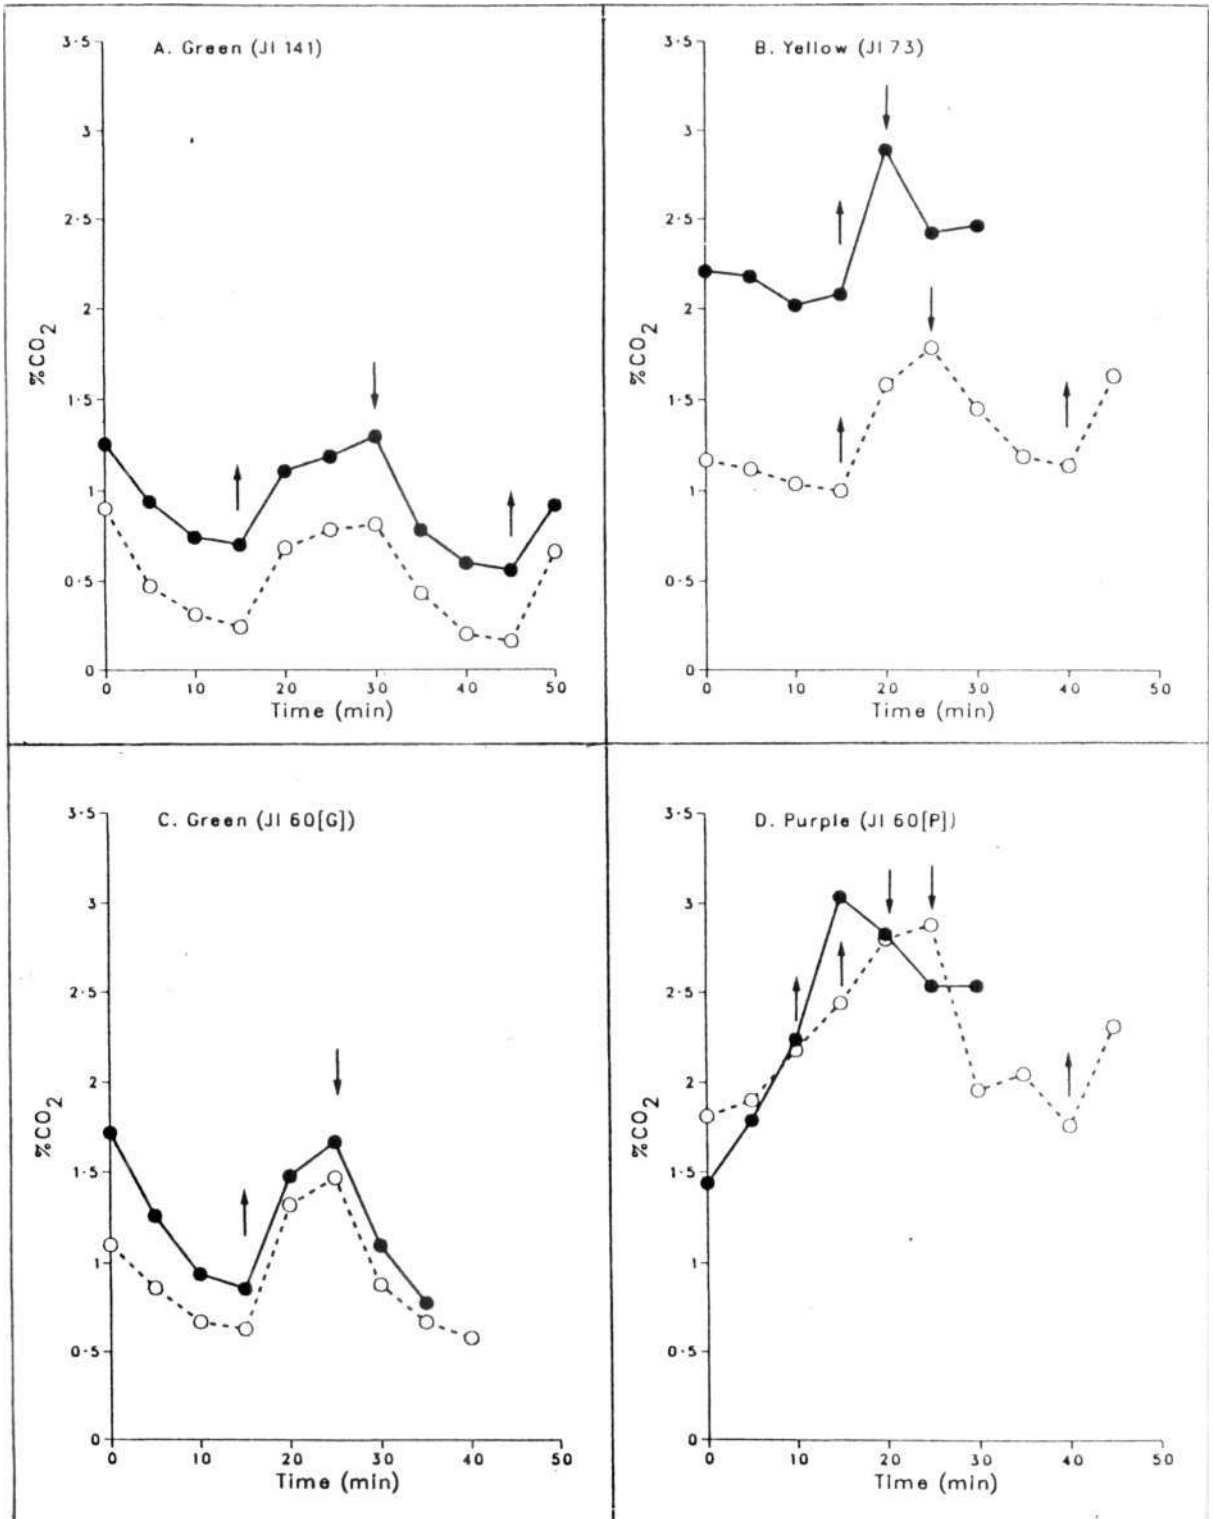 A. Green (JI 141)
3·5
3
2·5
2
1·5
1
0·5
0
%CO2
0 10 20 30 40 50
Time (min)
B. Yellow (JI 73)
3·5
3
2·5
2
1·5
1
0·5
0
%CO2
0 10 20 30 40 50
Time (min)
C. Green (JI 60[G])
3·5
3
2·5
2
1·5
1
0·5
0
%CO2
0 10 20 30 40 50
Time (min)
D. Purple (JI 60[P])
3·5
3
2·5
2
1·5
1
0·5
0
%CO2
0 10 20 30 40 50
Time (min)